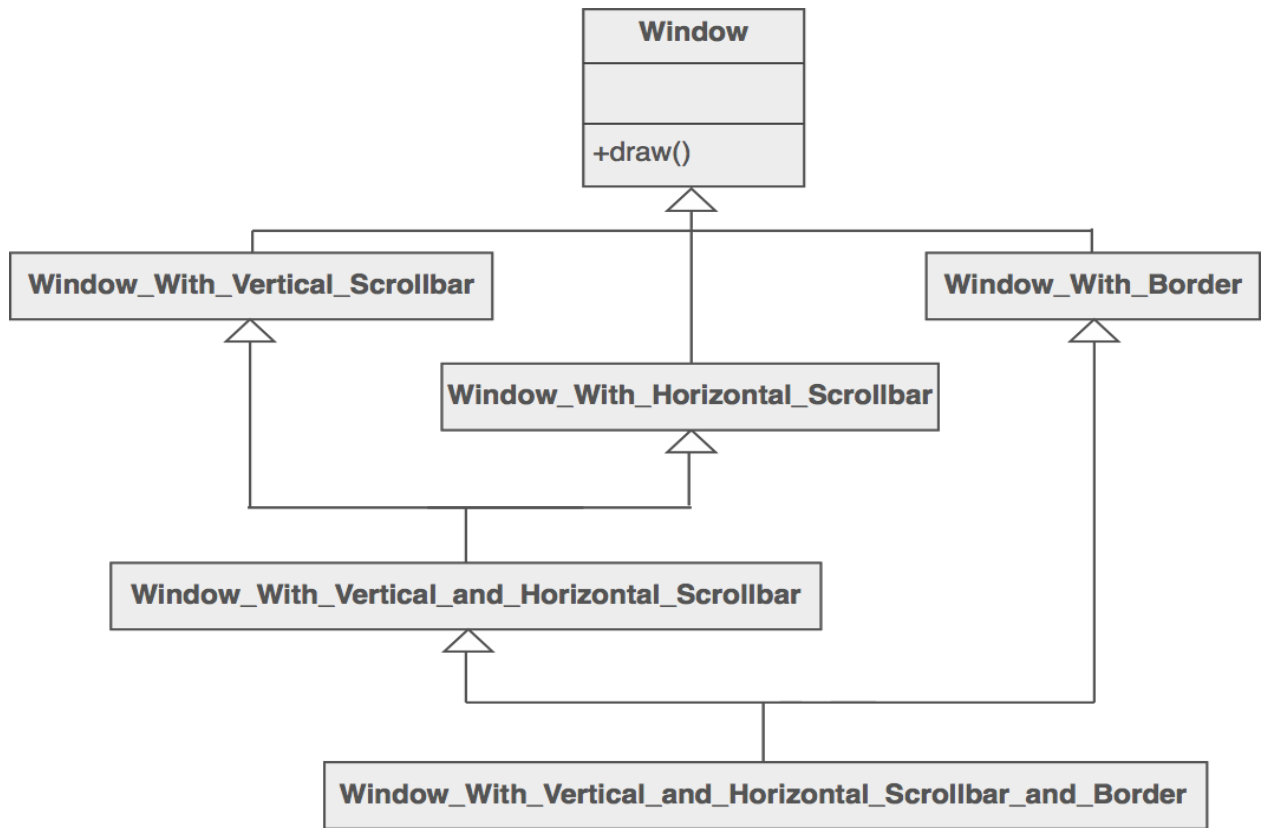 Window
+draw()
Window_With_Vertical_Scrollbar
Window_With_Border
Window_With_Horizontal_Scrollbar
Window_With_Vertical_and_Horizontal_Scrollbar
Window_With_Vertical_and_Horizontal_Scrollbar_and_Border